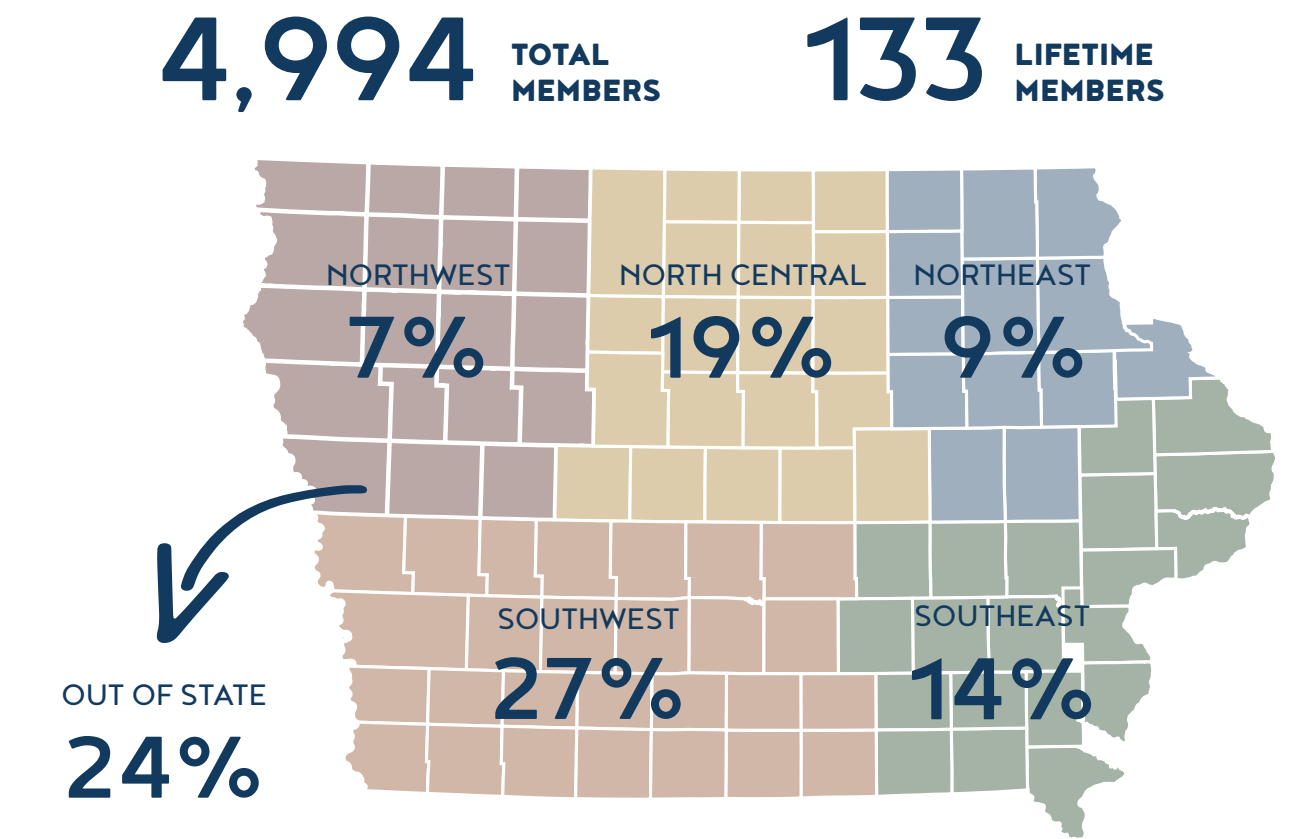 4,994
TOTAL
MEMBERS
133
LIFETIME
MEMBERS
NORTHWEST
7%
NORTH CENTRAL
19%
NORTHEAST
9%
SOUTHWEST
27%
SOUTHEAST
14%
OUT OF STATE
24%